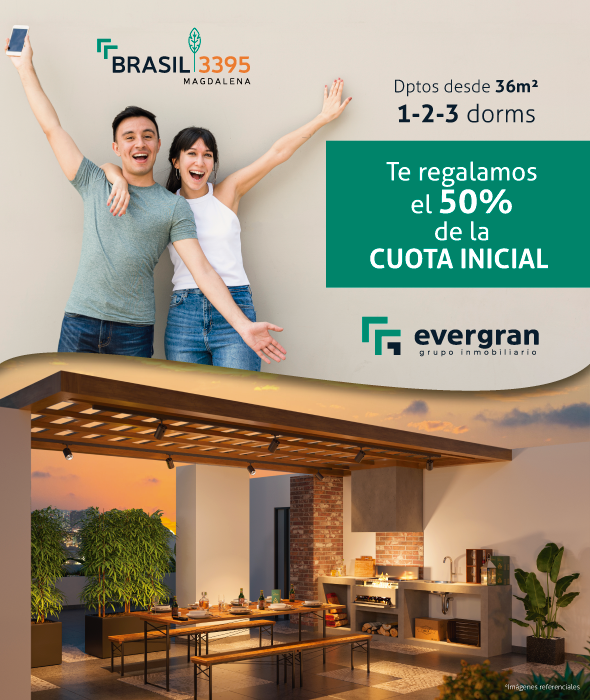 BRASIL 3395
MAGDALENA
Dptos desde 36m²
1-2-3 dorms
Te regalamos
el 50%
de la
CUOTA INICIAL
evergran
grupo inmobiliario
*Imágenes referenciales